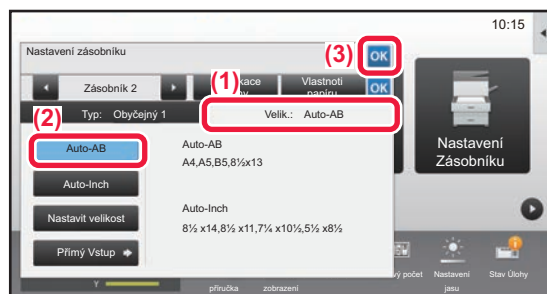 10:15
Nastavení zásobníku
(3)
OK
(1)
Zásobník 2
Vlastnoti
papíru
OK
(2)
Typ: Obyčejný 1
Velik.: Auto-AB
Auto-AB
Auto-AB
A4,A5,B5,8½x13
Auto-Inch
Auto-Inch
8½ x14,8½ x11,7¼ x10½,5½ x8½
Nastavit velikost
Přímý Vstup
Nastavení
Zásobníku
Y
příručka
zobrazení
počet
Nastavení
jasu
Stav Úlohy